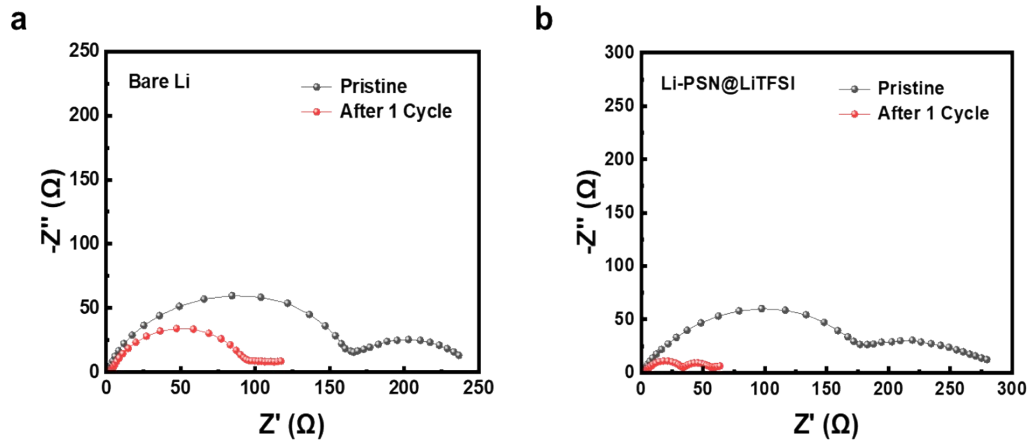 a
Bare Li
Pristine
After 1 Cycle
250
200
150
100
50
0
0 50 100 150 200 250
-Z'' (Ω)
Z' (Ω)
b
Li-PSN@LiTFSI
Pristine
After 1 Cycle
300
250
200
150
100
50
0
0 50 100 150 200 250 300
-Z'' (Ω)
Z' (Ω)